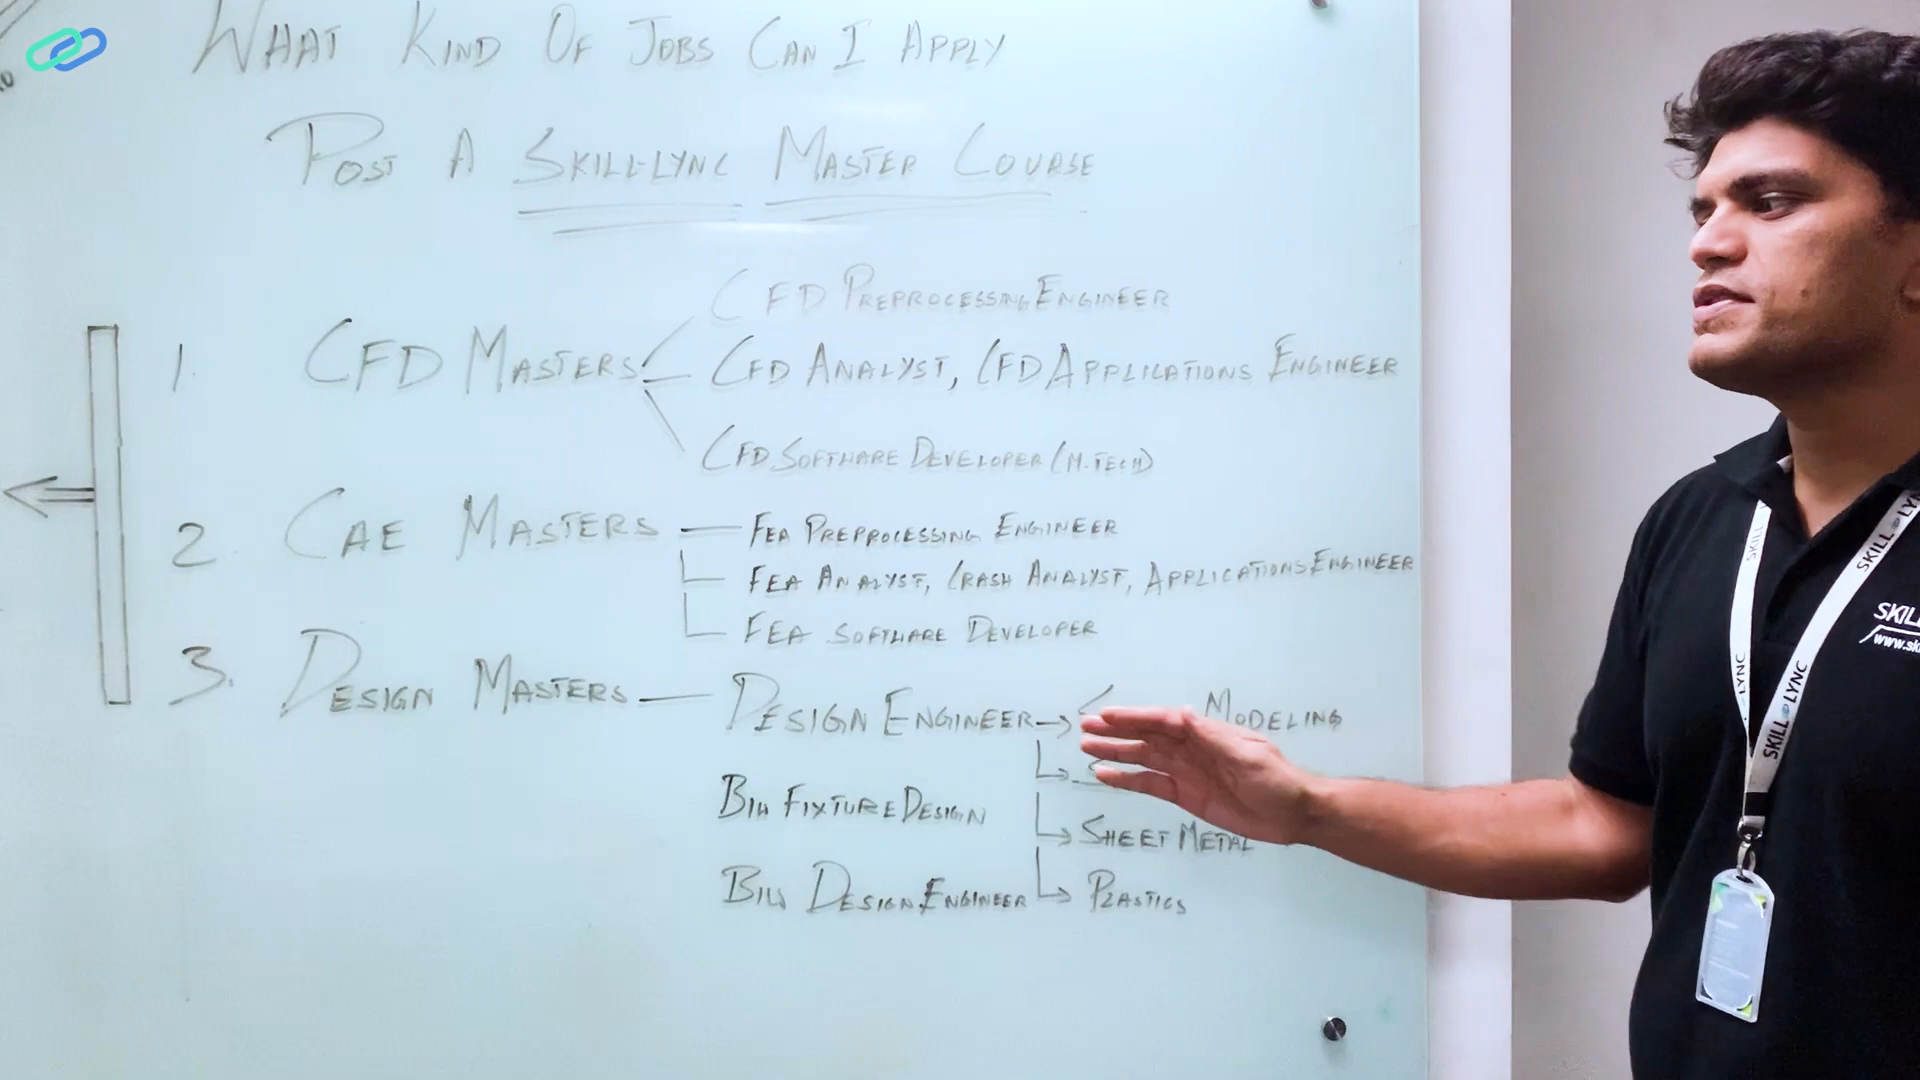 WHAT KIND OF JOBS CAN I APPLY
POST A SKILL-LYNC MASTER COURSE
CFD PREPROCESSING ENGINEER
1. CFD MASTERS CFD ANALYST, CFD APPLICATIONS ENGINEER
CFD SOFTWARE DEVELOPER (M.TECH)
2. CAE MASTERS FEA PREPROCESSING ENGINEER
FEA ANALYST, CRASH ANALYST, APPLICATIONS ENGINEER
FEA SOFTWARE DEVELOPER
3. DESIGN MASTERS DESIGN ENGINEER MODELING
BIW FIXTURE DESIGN
SHEET METAL
BIW DESIGN ENGINEER PLASTICS
SKILL LYNC
SKILL LYNC
LYNC